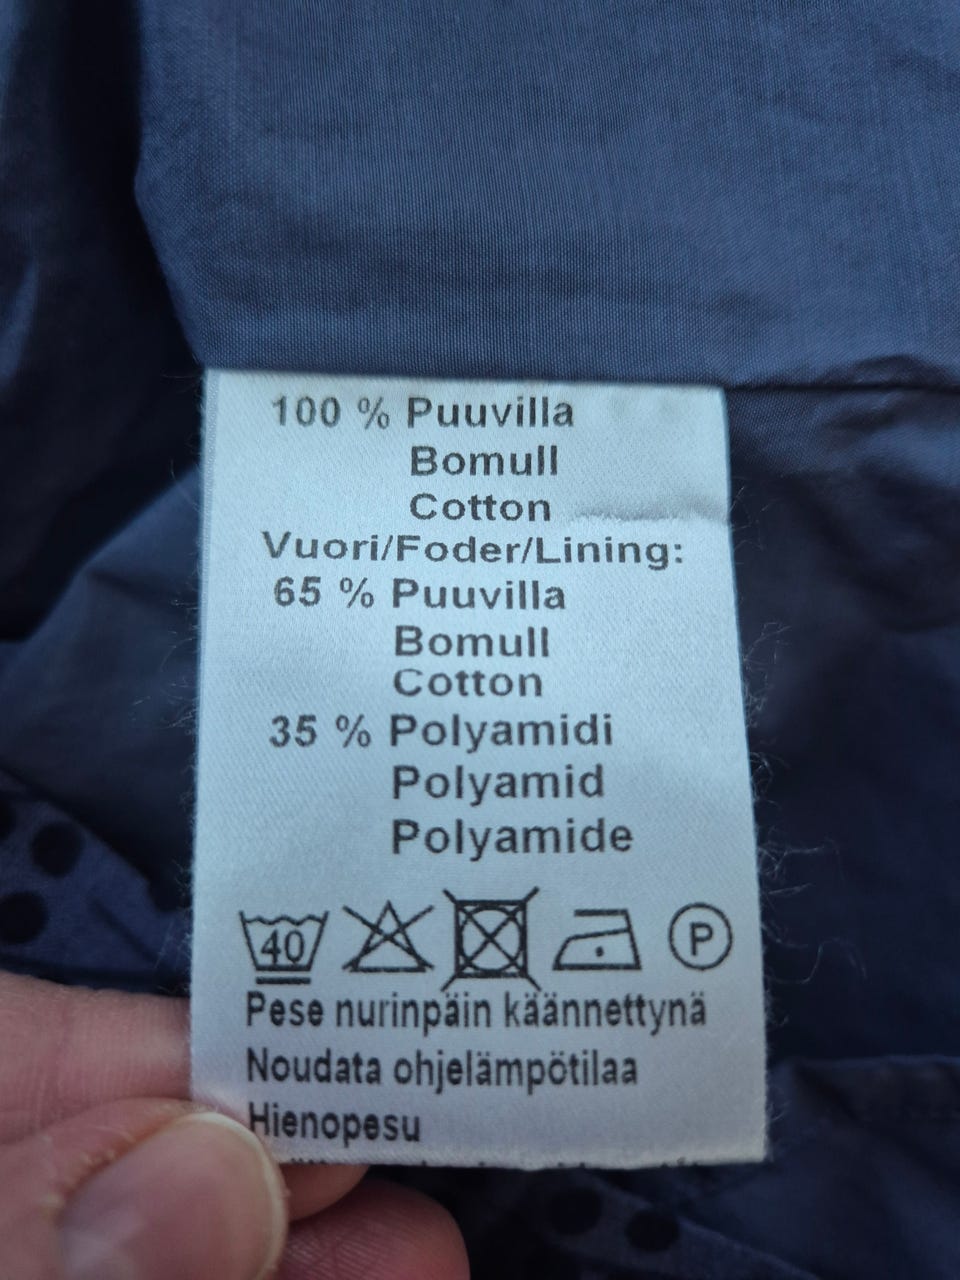 100 % Puuvilla
Bomull
Cotton
Vuori/Foder/Lining:
65 % Puuvilla
Bomull
Cotton
35 % Polyamidi
Polyamid
Polyamide
40 P
Pese nurinpäin käännettynä
Noudata ohjelämpötilaa
Hienopesu